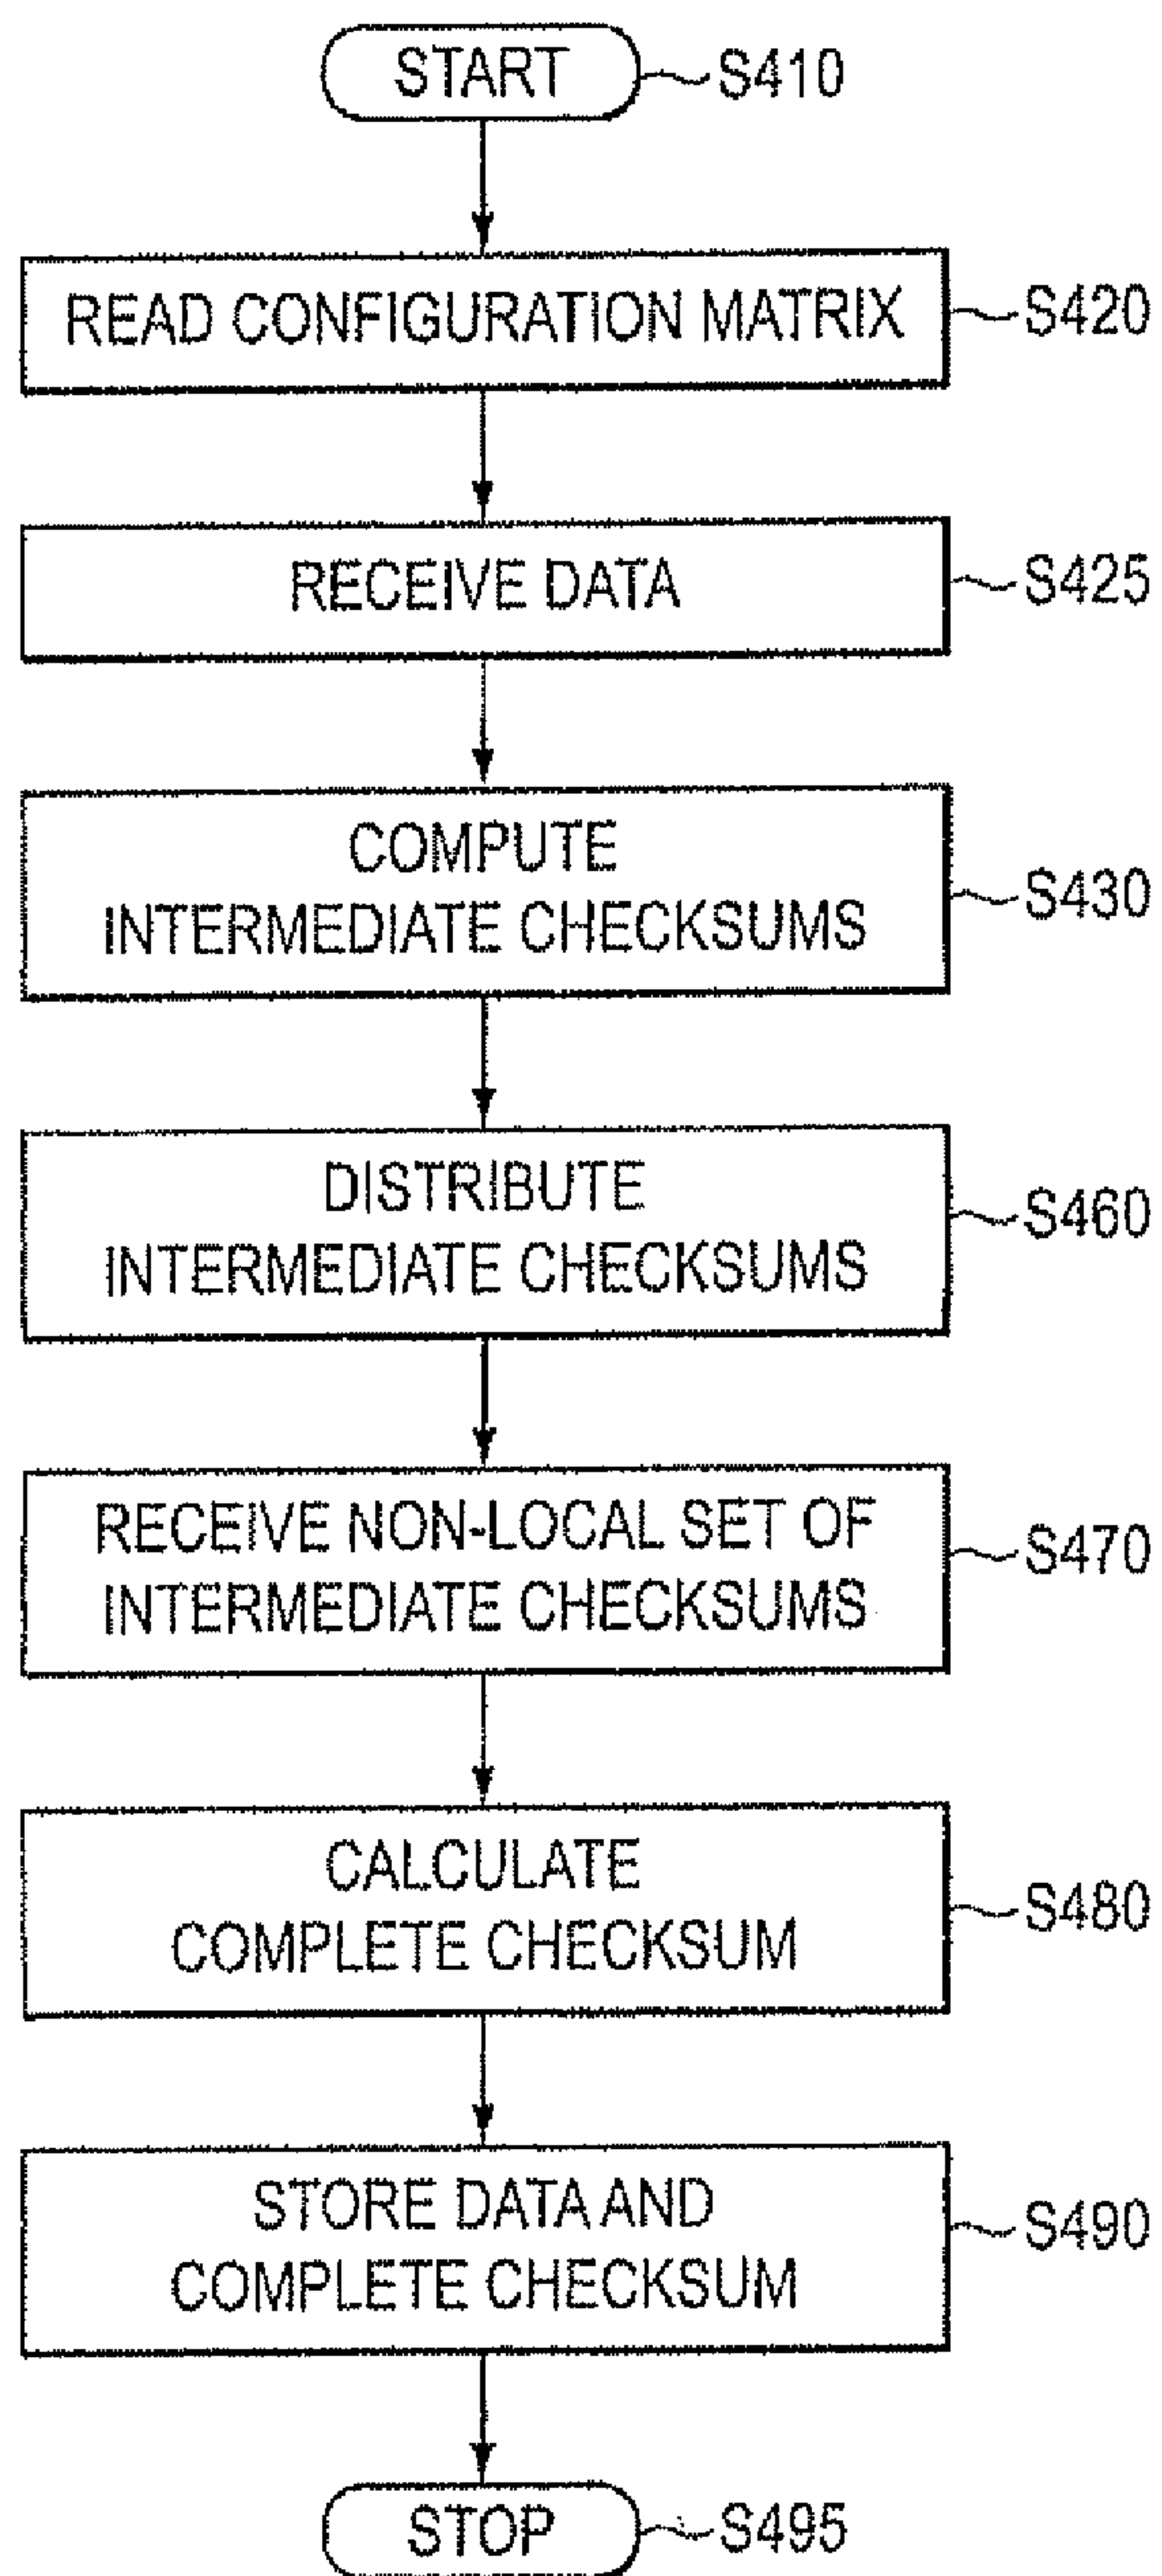 START S410
READ CONFIGURATION MATRIX S420
RECEIVE DATA S425
COMPUTE
INTERMEDIATE CHECKSUMS S430
DISTRIBUTE
INTERMEDIATE CHECKSUMS S460
RECEIVE NON-LOCAL SET OF
INTERMEDIATE CHECKSUMS S470
CALCULATE
COMPLETE CHECKSUM S480
STORE DATA AND
COMPLETE CHECKSUM S490
STOP S495